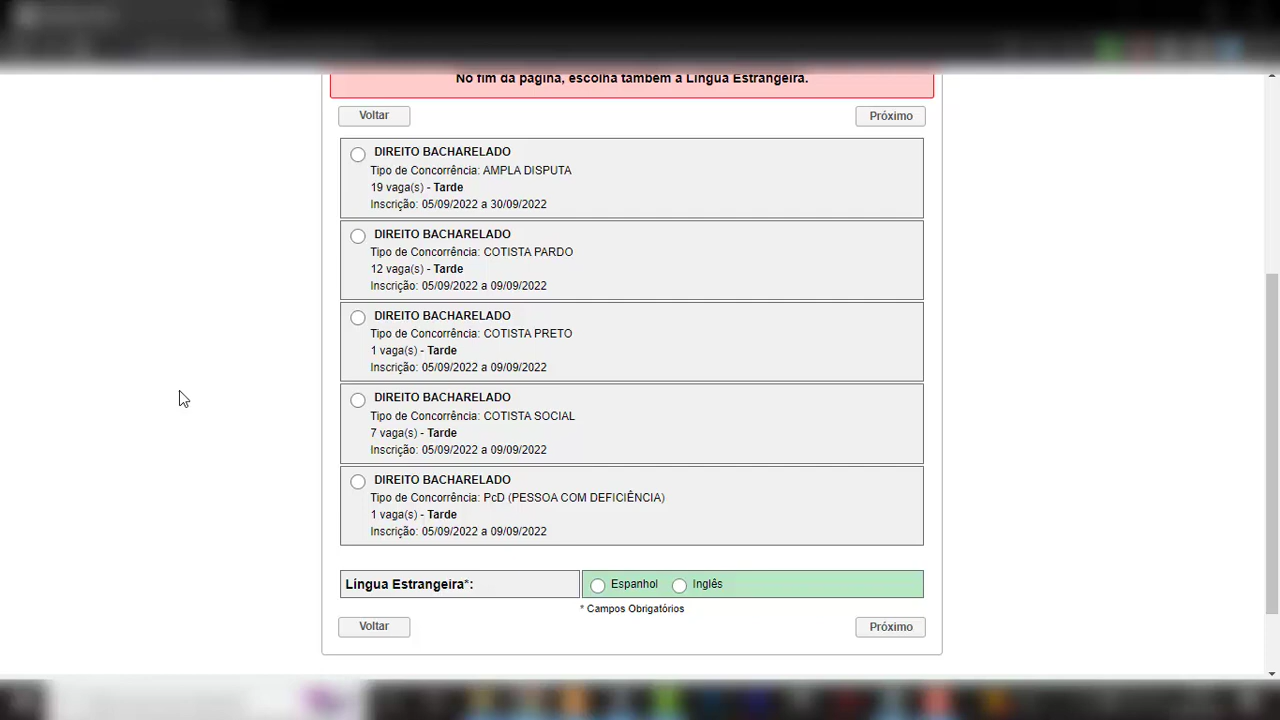 No fim da página, escolha também a Língua Estrangeira.
Voltar Próximo
DIREITO BACHARELADO
Tipo de Concorrência: AMPLA DISPUTA
19 vaga(s) - Tarde
Inscrição: 05/09/2022 a 30/09/2022
DIREITO BACHARELADO
Tipo de Concorrência: COTISTA PARDO
12 vaga(s) - Tarde
Inscrição: 05/09/2022 a 09/09/2022
DIREITO BACHARELADO
Tipo de Concorrência: COTISTA PRETO
1 vaga(s) - Tarde
Inscrição: 05/09/2022 a 09/09/2022
DIREITO BACHARELADO
Tipo de Concorrência: COTISTA SOCIAL
7 vaga(s) - Tarde
Inscrição: 05/09/2022 a 09/09/2022
DIREITO BACHARELADO
Tipo de Concorrência: PcD (PESSOA COM DEFICIÊNCIA)
1 vaga(s) - Tarde
Inscrição: 05/09/2022 a 09/09/2022
Língua Estrangeira*: Espanhol Inglês
* Campos Obrigatórios
Voltar Próximo